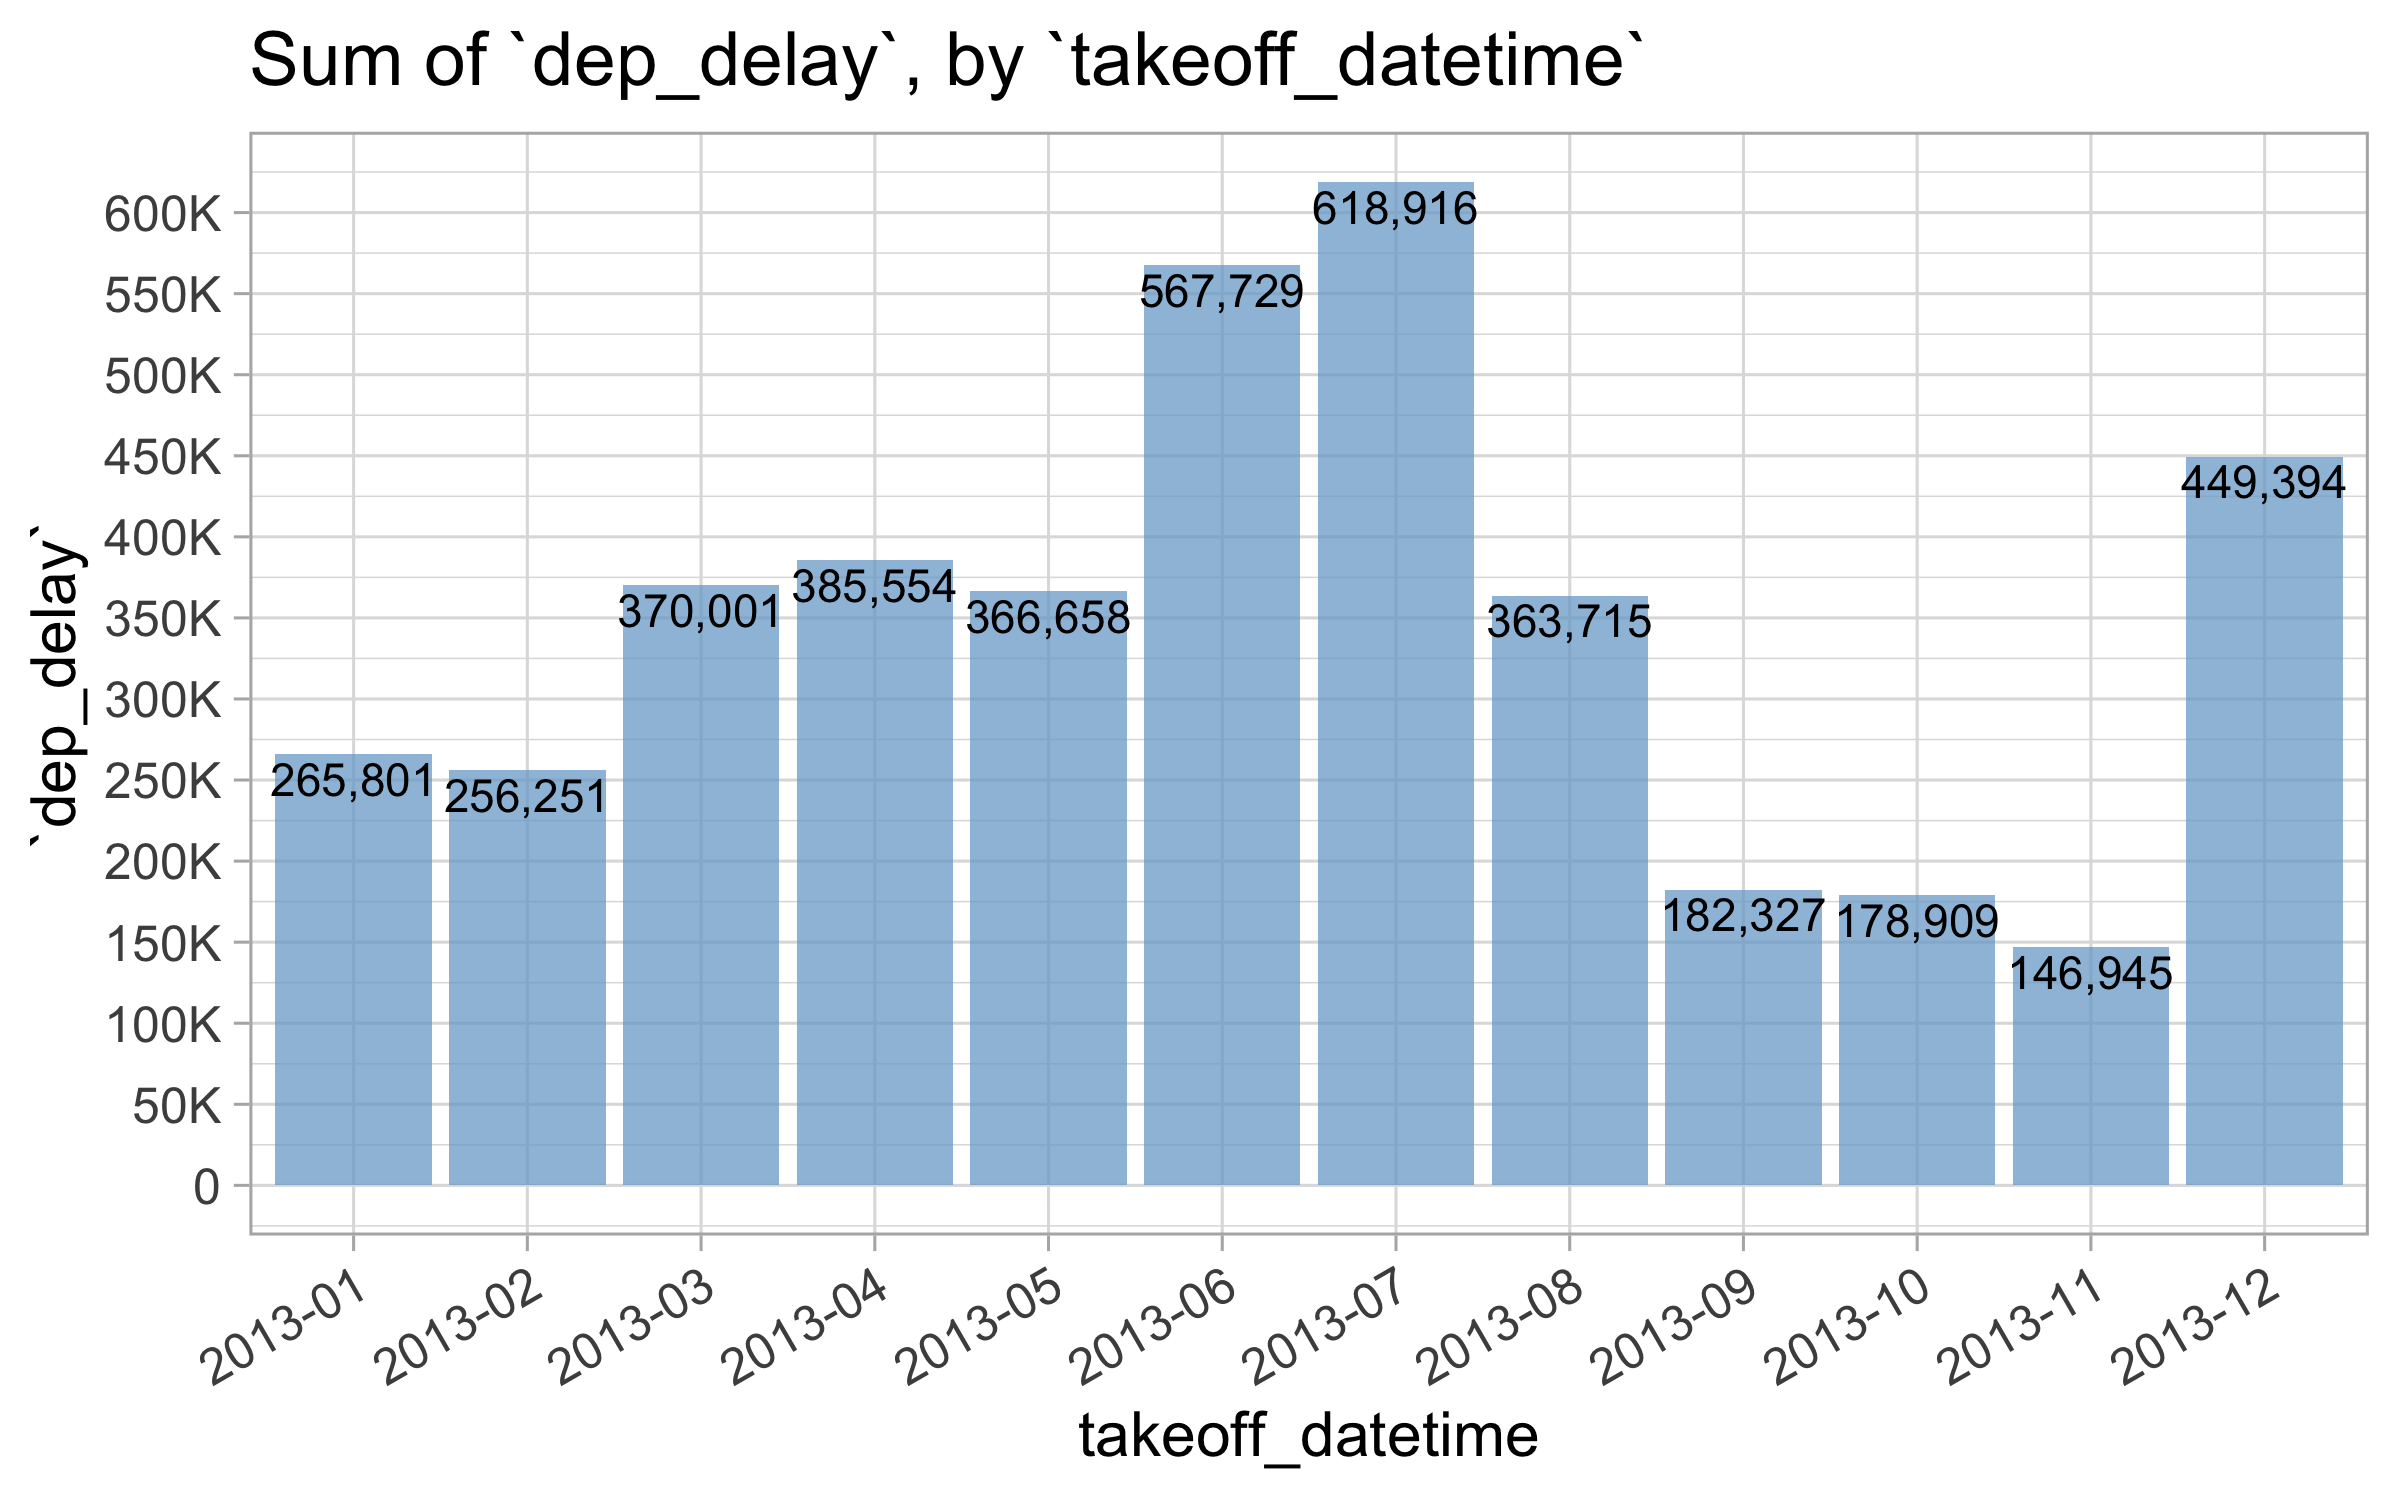 Sum of `dep_delay`, by `takeoff_datetime`
`dep_delay`
600K
550K
500K
450K
400K
350K
300K
250K
200K
150K
100K
50K
0
265,801
256,251
370,001
385,554
366,658
567,729
618,916
363,715
182,327
178,909
146,945
449,394
2013-01
2013-02
2013-03
2013-04
2013-05
2013-06
2013-07
2013-08
2013-09
2013-10
2013-11
2013-12
takeoff_datetime